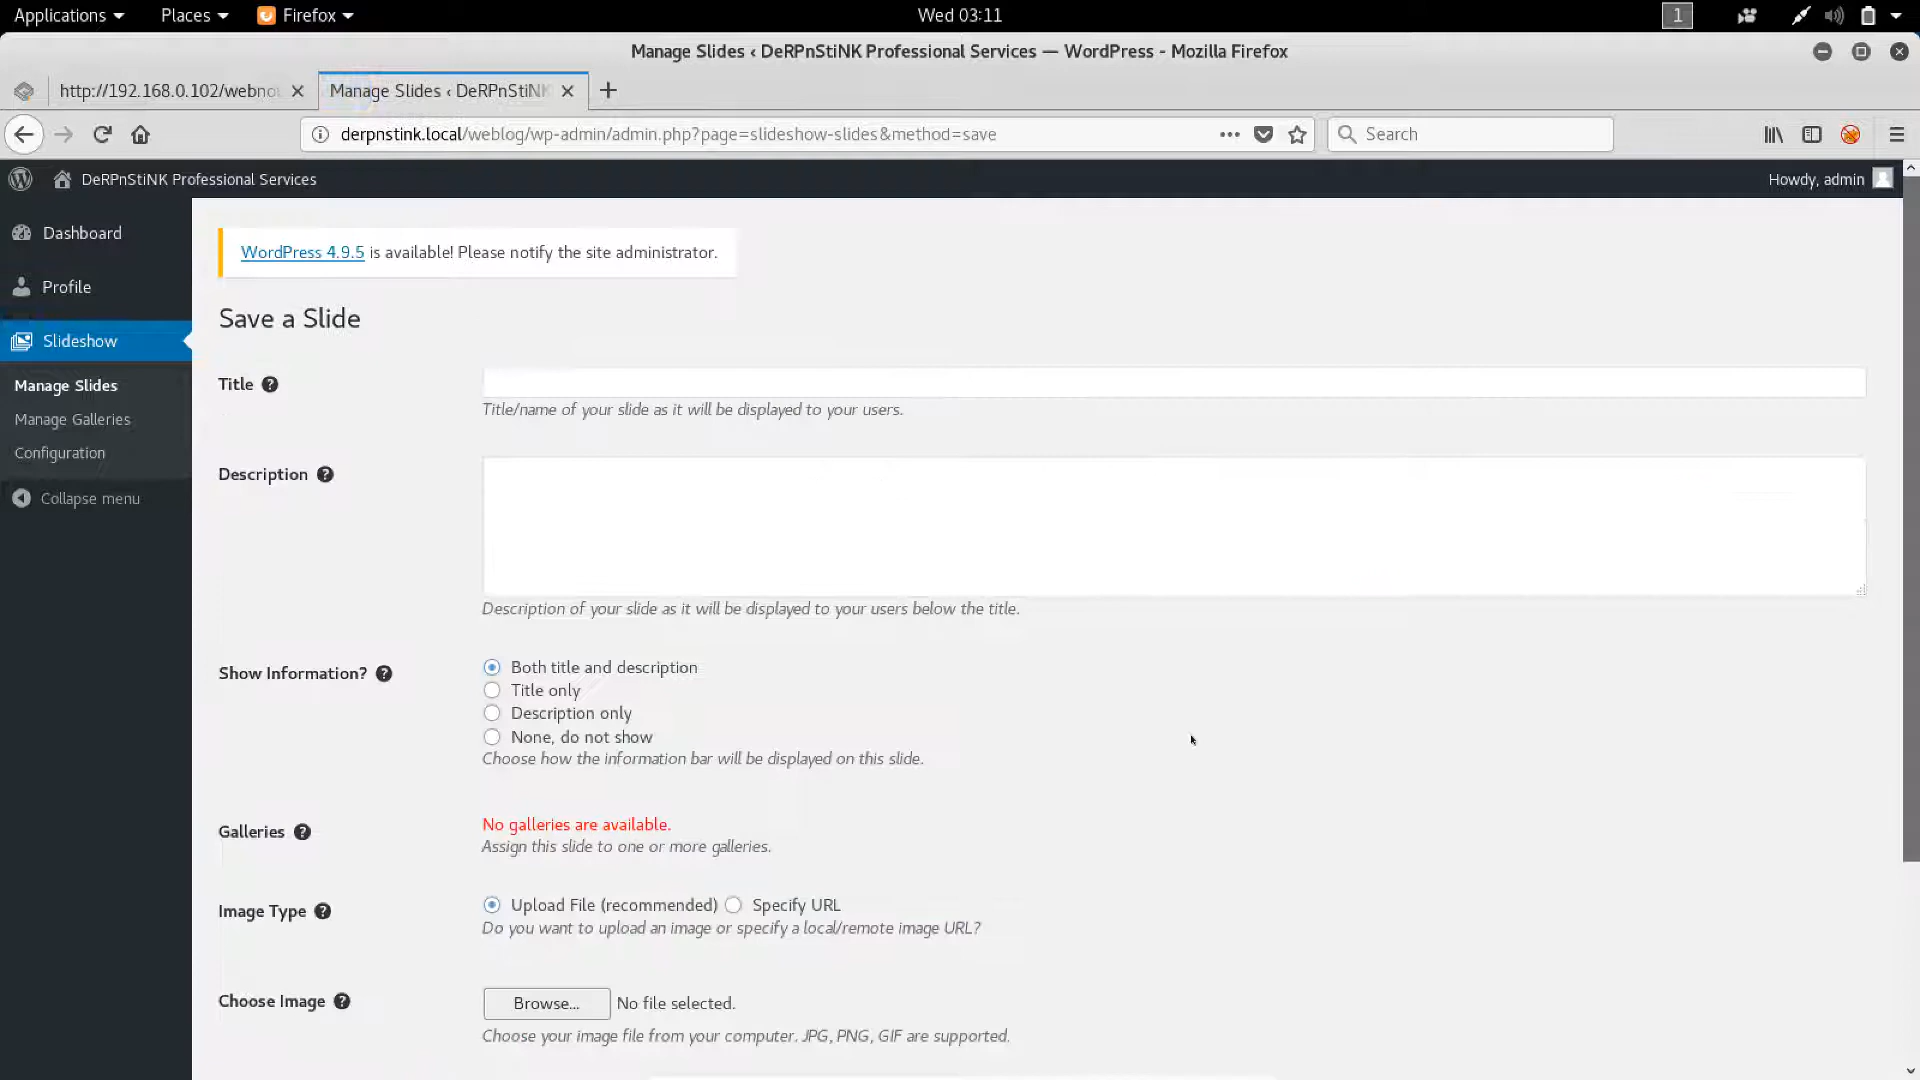 Applications Places Firefox Wed 03:11 1
Manage Slides ‹ DeRPnStiNK Professional Services — WordPress - Mozilla Firefox
http://192.168.0.102/webno Manage Slides ‹ DeRPnStiNK
derpnstink.local/weblog/wp-admin/admin.php?page=slideshow-slides&method=save Search
DeRPnStiNK Professional Services Howdy, admin
Dashboard
Profile
Slideshow
Manage Slides
Manage Galleries
Configuration
Collapse menu
WordPress 4.9.5 is available! Please notify the site administrator.
Save a Slide
Title
Title/name of your slide as it will be displayed to your users.
Description
Description of your slide as it will be displayed to your users below the title.
Show Information?
Both title and description
Title only
Description only
None, do not show
Choose how the information bar will be displayed on this slide.
Galleries
No galleries are available.
Assign this slide to one or more galleries.
Image Type
Upload File (recommended) Specify URL
Do you want to upload an image or specify a local/remote image URL?
Choose Image
Browse... No file selected.
Choose your image file from your computer. JPG, PNG, GIF are supported.